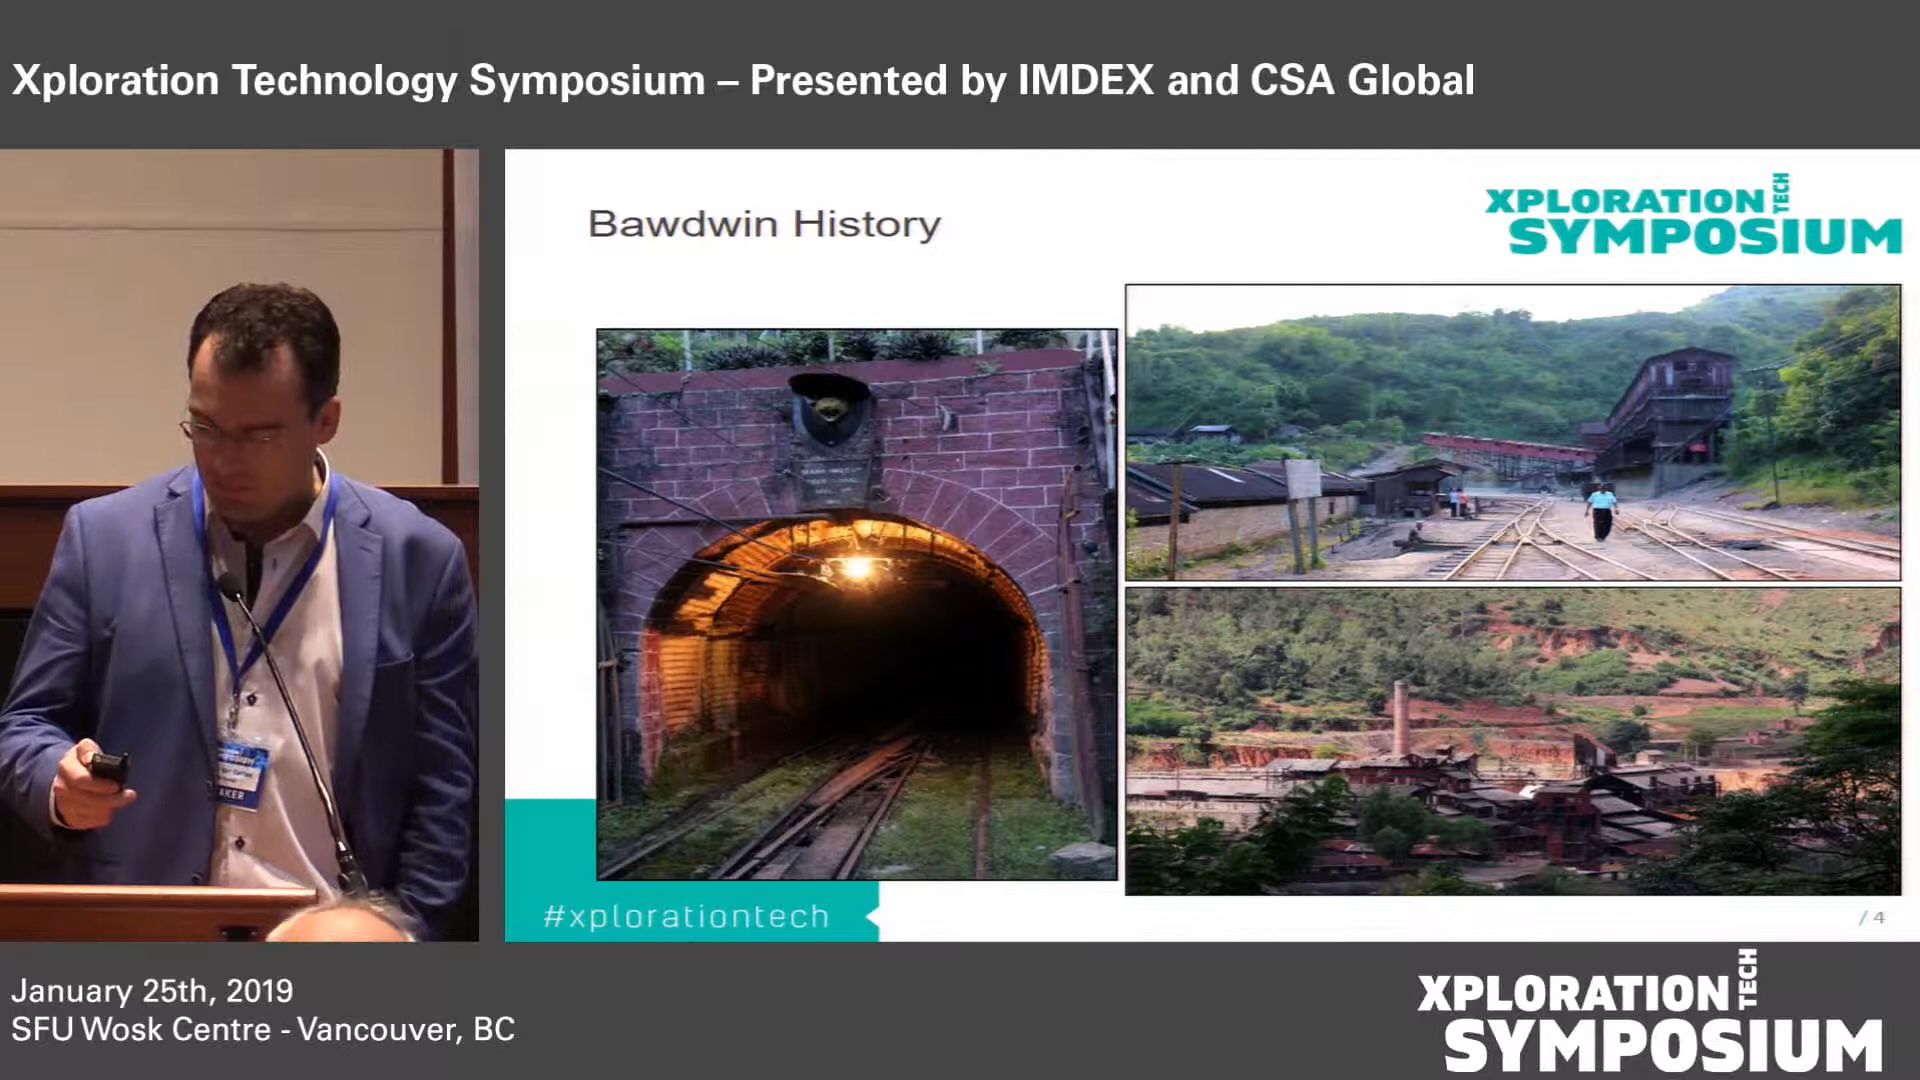 Xploration Technology Symposium – Presented by IMDEX and CSA Global
Bawdwin History
XPLORATION TECH
SYMPOSIUM
#xplorationtech
/ 4
January 25th, 2019
SFU Wosk Centre - Vancouver, BC
XPLORATION TECH
SYMPOSIUM